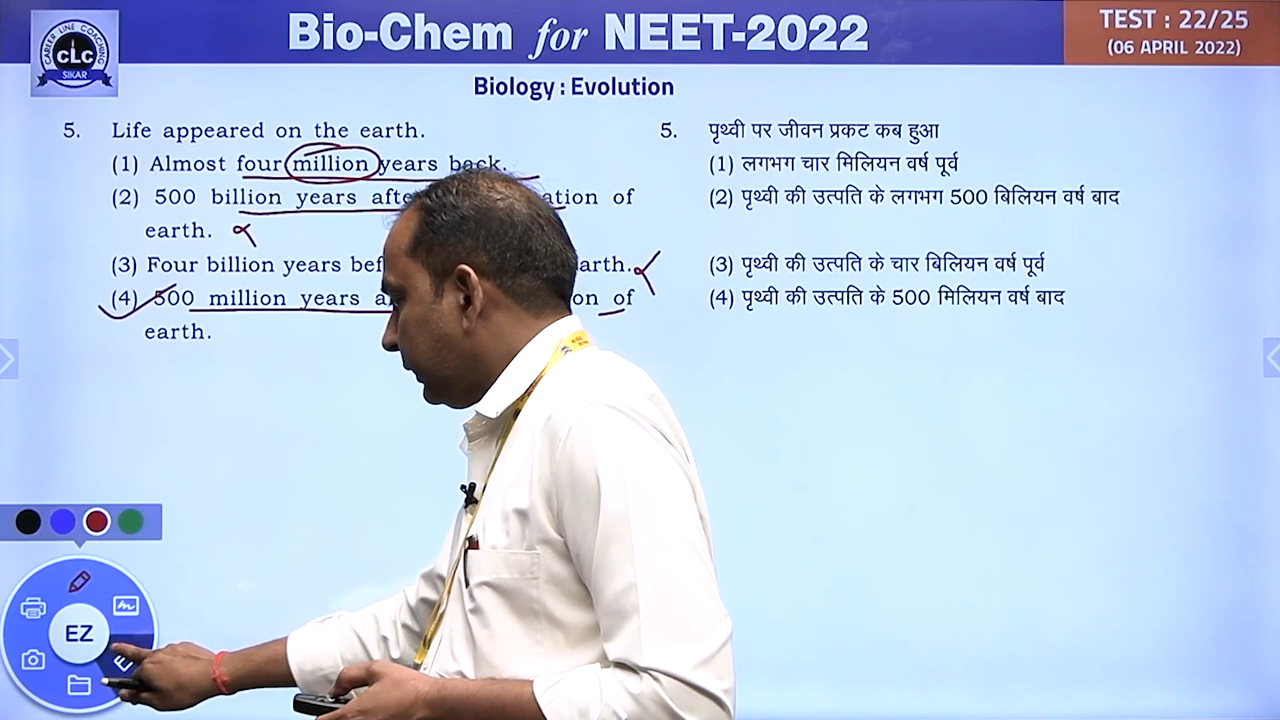 CAREER LINE COACHING
CLC
SIKAR
Bio-Chem for NEET-2022
TEST : 22/25
(06 APRIL 2022)
Biology : Evolution
5. Life appeared on the earth.
(1) Almost four million years back.
(2) 500 billion years of
earth.
(3) Four billion years earth.
(4) 500 million years of
earth.
5. पृथ्वी पर जीवन प्रकट कब हुआ
(1) लगभग चार मिलियन वर्ष पूर्व
(2) पृथ्वी की उत्पति के लगभग 500 बिलियन वर्ष बाद
(3) पृथ्वी की उत्पति के चार बिलियन वर्ष पूर्व
(4) पृथ्वी की उत्पति के 500 मिलियन वर्ष बाद
EZ